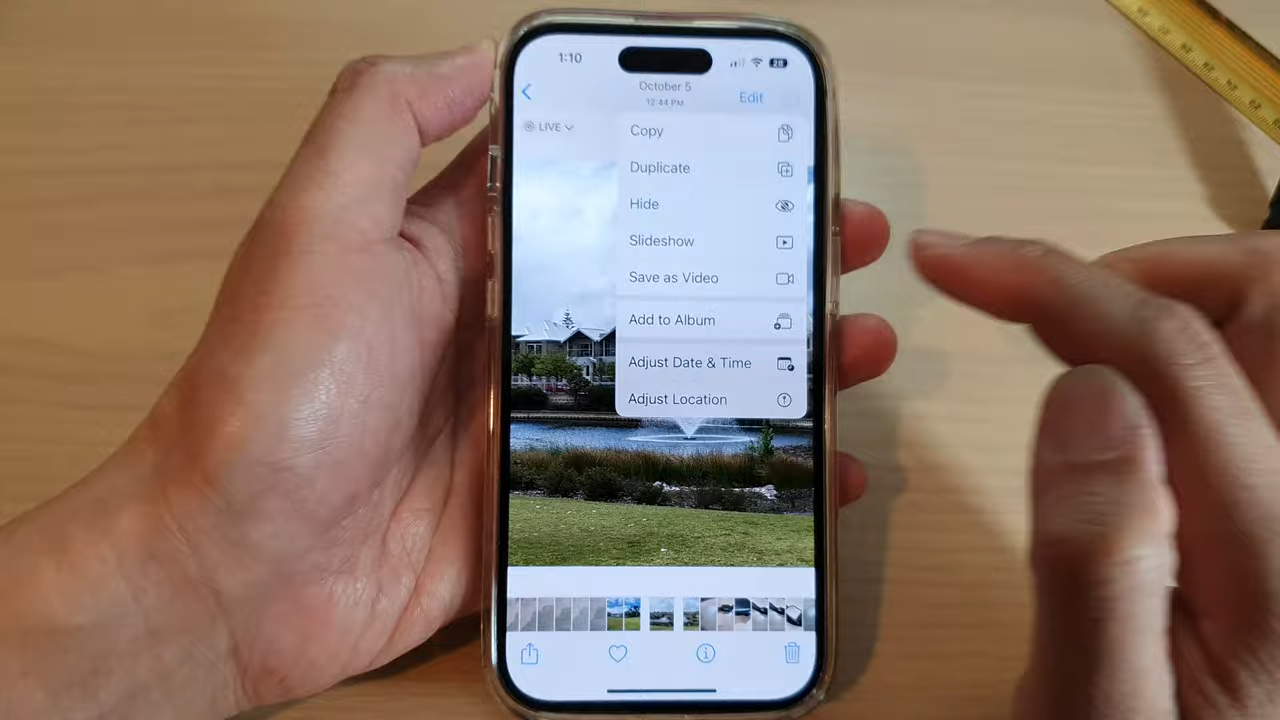 1:10
28
October 5
12:44 PM
Edit
LIVE
Copy
Duplicate
Hide
Slideshow
Save as Video
Add to Album
Adjust Date & Time
Adjust Location